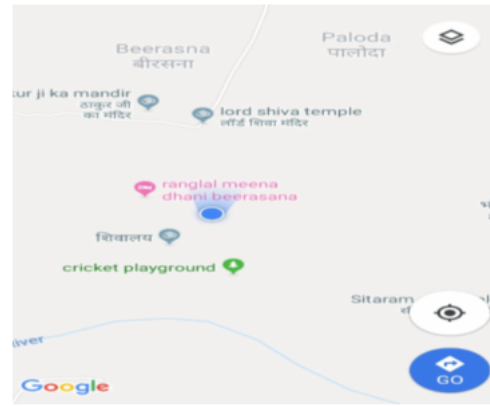 Beerasna
बीरसना
Paloda
पालोदा
ur ji ka mandir
ठाकुर जी
का मंदिर
lord shiva temple
लॉर्ड शिवा मंदिर
ranglal meena
dhani beerasana
शिवालय
cricket playground
Sitaram
iver
Google
GO